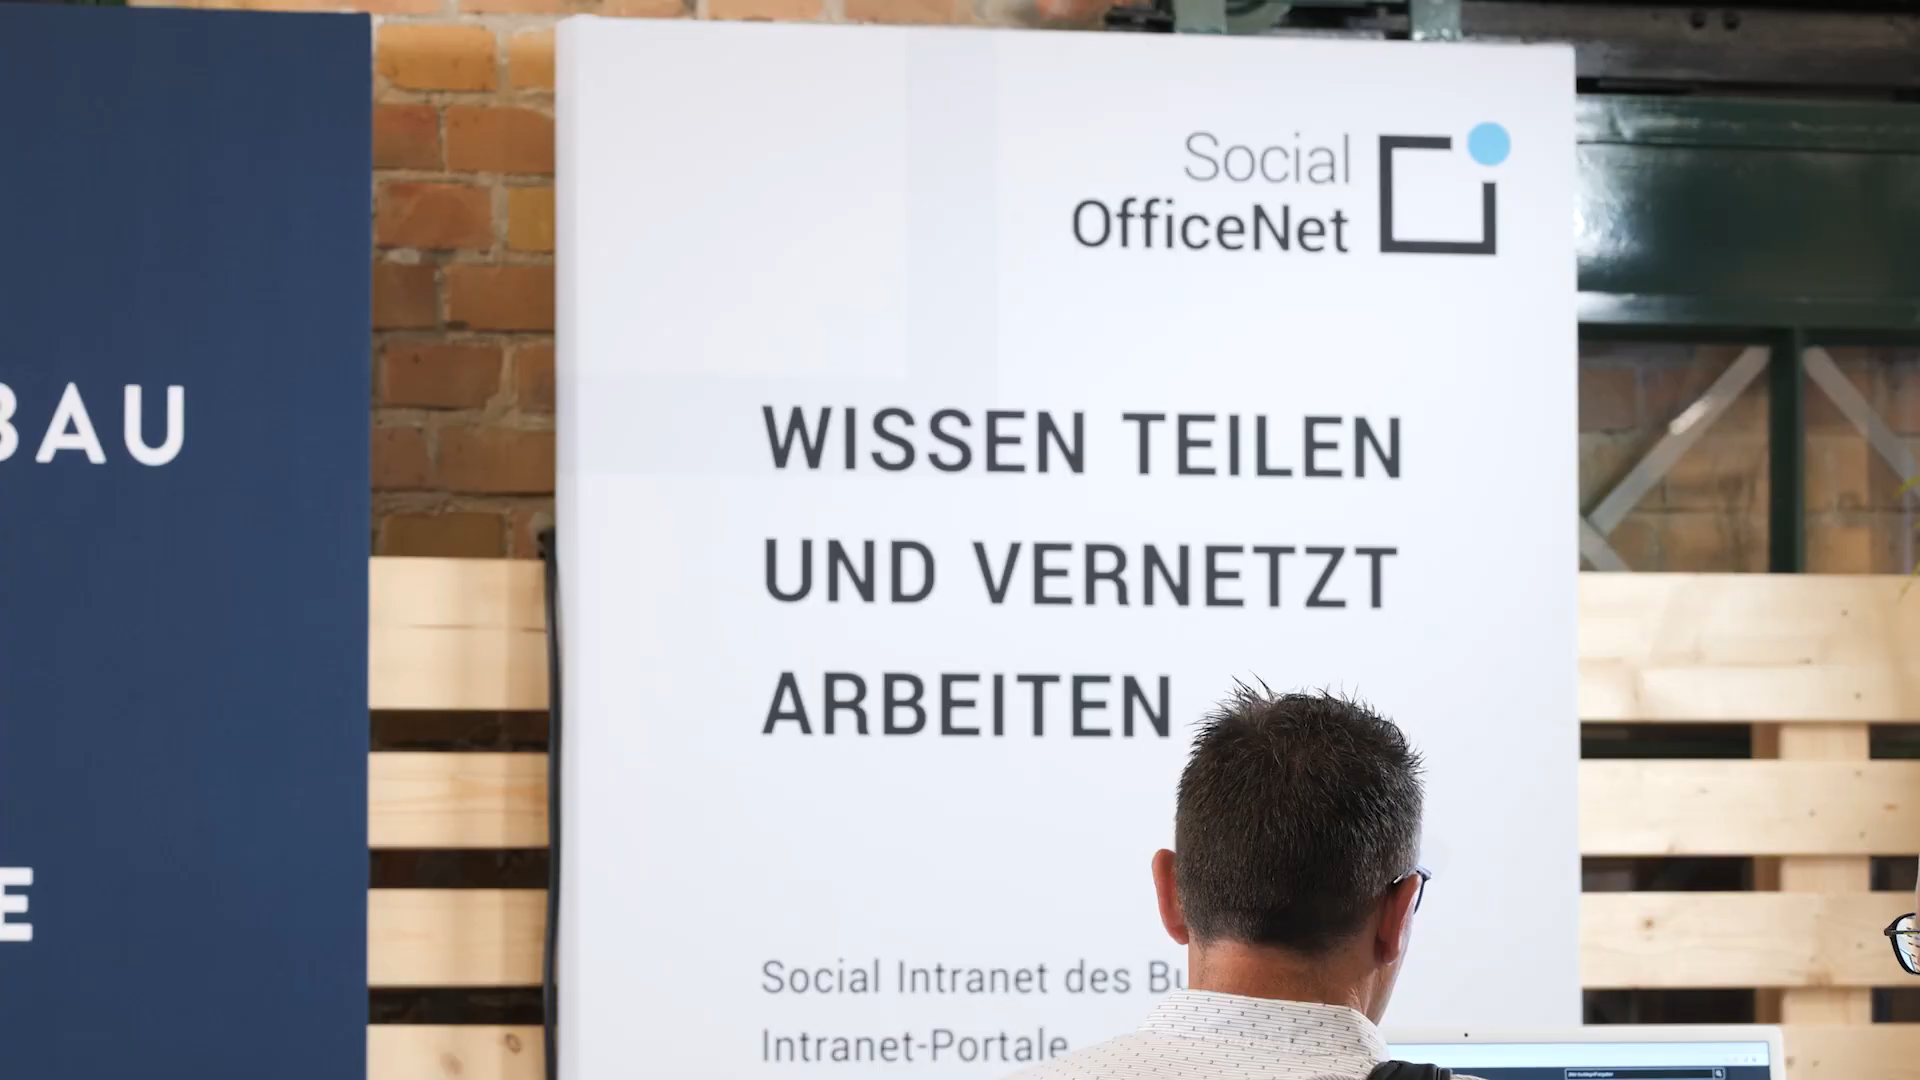 BAU
E
Social
OfficeNet
WISSEN TEILEN
UND VERNETZT
ARBEITEN
Social Intranet des
Intranet-Portale